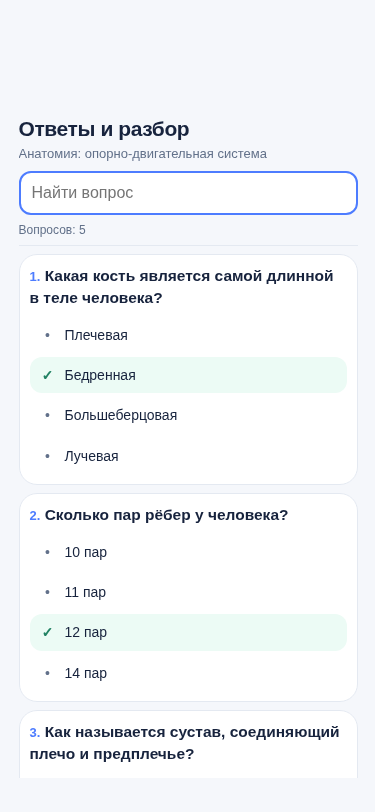 Ответы и разбор
Анатомия: опорно-двигательная система
Найти вопрос
Вопросов: 5
1. Какая кость является самой длинной
в теле человека?
• Плечевая
✓ Бедренная
• Большеберцовая
• Лучевая
2. Сколько пар рёбер у человека?
• 10 пар
• 11 пар
✓ 12 пар
• 14 пар
3. Как называется сустав, соединяющий
плечо и предплечье?